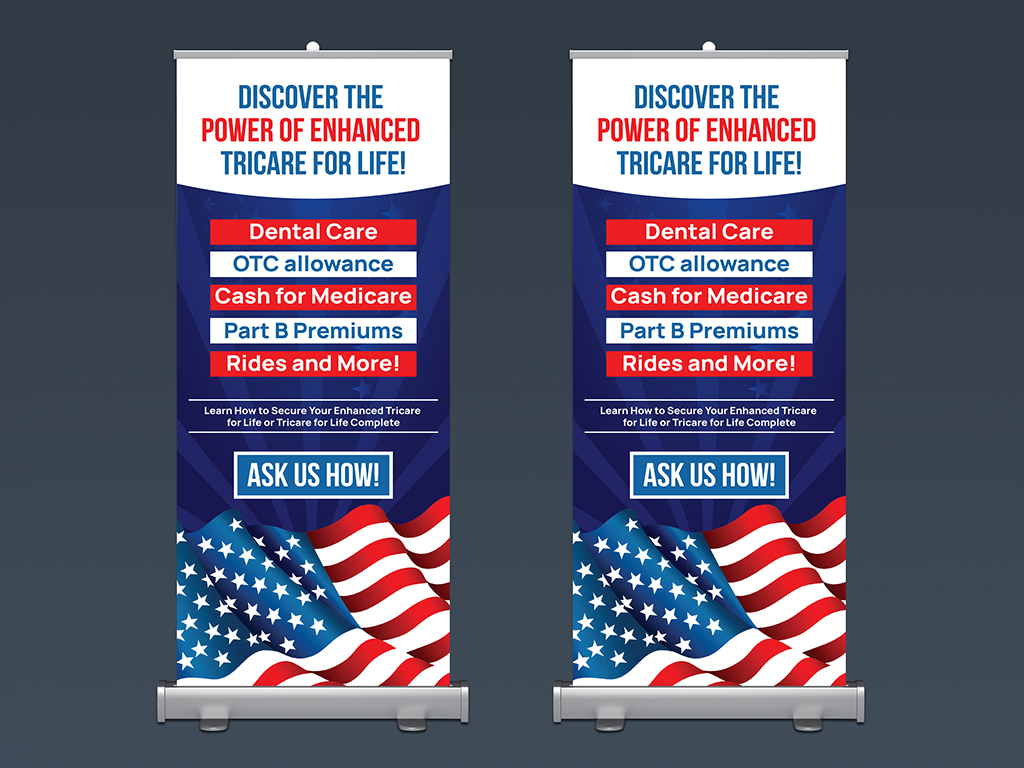 DISCOVER THE
POWER OF ENHANCED
TRICARE FOR LIFE!
Dental Care
OTC allowance
Cash for Medicare
Part B Premiums
Rides and More!
Learn How to Secure Your Enhanced Tricare
for Life or Tricare for Life Complete
ASK US HOW!
DISCOVER THE
POWER OF ENHANCED
TRICARE FOR LIFE!
Dental Care
OTC allowance
Cash for Medicare
Part B Premiums
Rides and More!
Learn How to Secure Your Enhanced Tricare
for Life or Tricare for Life Complete
ASK US HOW!